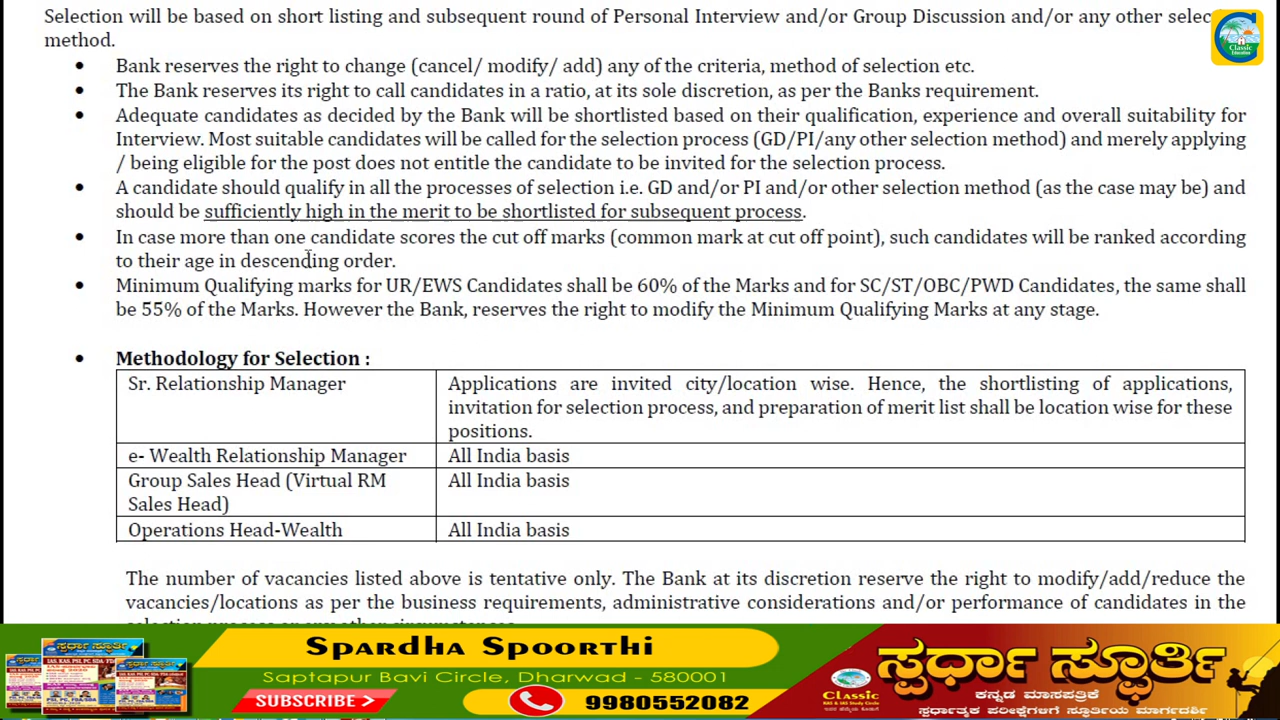 Selection will be based on short listing and subsequent round of Personal Interview and/or Group Discussion and/or any other
method.
• Bank reserves the right to change (cancel/ modify/ add) any of the criteria, method of selection etc.
• The Bank reserves its right to call candidates in a ratio, at its sole discretion, as per the Banks requirement.
• Adequate candidates as decided by the Bank will be shortlisted based on their qualification, experience and overall suitability for
Interview. Most suitable candidates will be called for the selection process (GD/PI/any other selection method) and merely applying
/ being eligible for the post does not entitle the candidate to be invited for the selection process.
• A candidate should qualify in all the processes of selection i.e. GD and/or PI and/or other selection method (as the case may be) and
should be sufficiently high in the merit to be shortlisted for subsequent process.
• In case more than one candidate scores the cut off marks (common mark at cut off point), such candidates will be ranked according
to their age in descending order.
• Minimum Qualifying marks for UR/EWS Candidates shall be 60% of the Marks and for SC/ST/OBC/PWD Candidates, the same shall
be 55% of the Marks. However the Bank, reserves the right to modify the Minimum Qualifying Marks at any stage.
• Methodology for Selection :
Sr. Relationship Manager
Applications are invited city/location wise. Hence, the shortlisting of applications,
invitation for selection process, and preparation of merit list shall be location wise for these
positions.
e- Wealth Relationship Manager
All India basis
Group Sales Head (Virtual RM
Sales Head)
All India basis
Operations Head-Wealth
All India basis
The number of vacancies listed above is tentative only. The Bank at its discretion reserve the right to modify/add/reduce the
vacancies/locations as per the business requirements, administrative considerations and/or performance of candidates in the
Classic
Education
Spardha Spoorthi
Saptapur Bavi Circle, Dharwad - 580001
SUBSCRIBE
9980552082
Classic
ಸ್ಪರ್ಧಾ ಸ್ಫೂರ್ತಿ
ಕನ್ನಡ ಮಾಸಪತ್ರಿಕೆ
ಸ್ಪರ್ಧಾತ್ಮಕ ಪರೀಕ್ಷೆಗಳಿಗೆ ಸ್ಫೂರ್ತಿಯ ಮಾರ್ಗದರ್ಶಿ